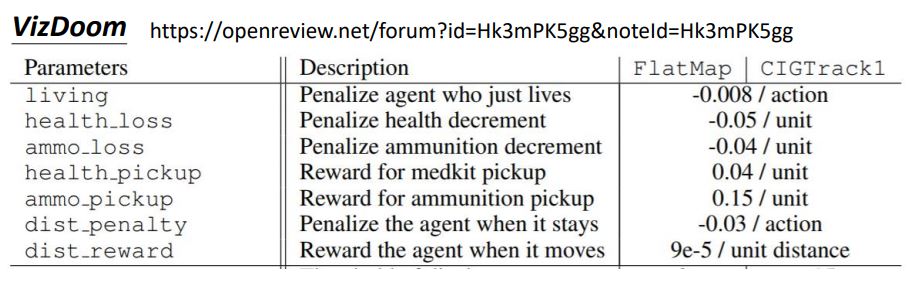 VizDoom https://openreview.net/forum?id=Hk3mPK5gg&noteId=Hk3mPK5gg
Parameters Description FlatMap CIGTrack1
living Penalize agent who just lives -0.008 / action
health_loss Penalize health decrement -0.05 / unit
ammo_loss Penalize ammunition decrement -0.04 / unit
health_pickup Reward for medkit pickup 0.04 / unit
ammo_pickup Reward for ammunition pickup 0.15 / unit
dist_penalty Penalize the agent when it stays -0.03 / action
dist_reward Reward the agent when it moves 9e-5 / unit distance